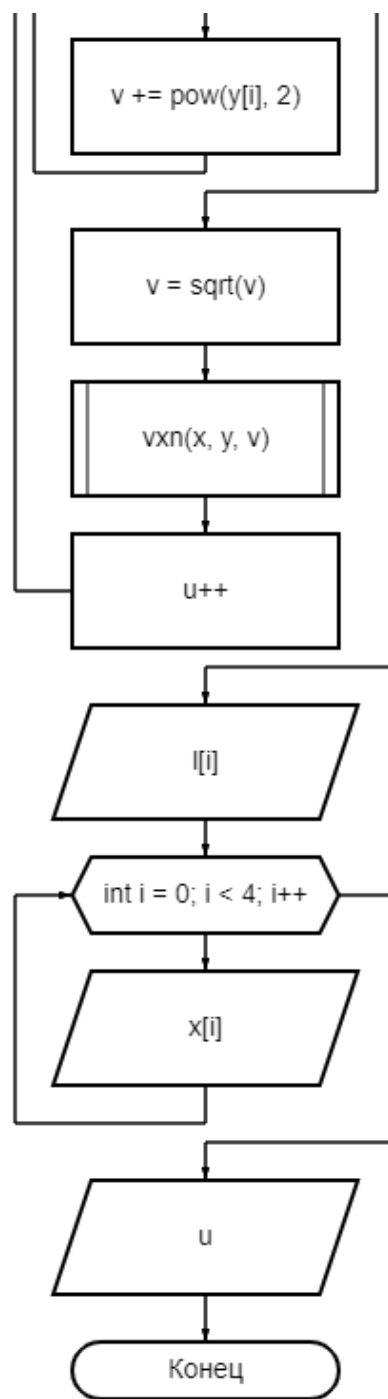 v += pow(y[i], 2)
v = sqrt(v)
vxn(x, y, v)
u++
l[i]
int i = 0; i < 4; i++
x[i]
u
Конец